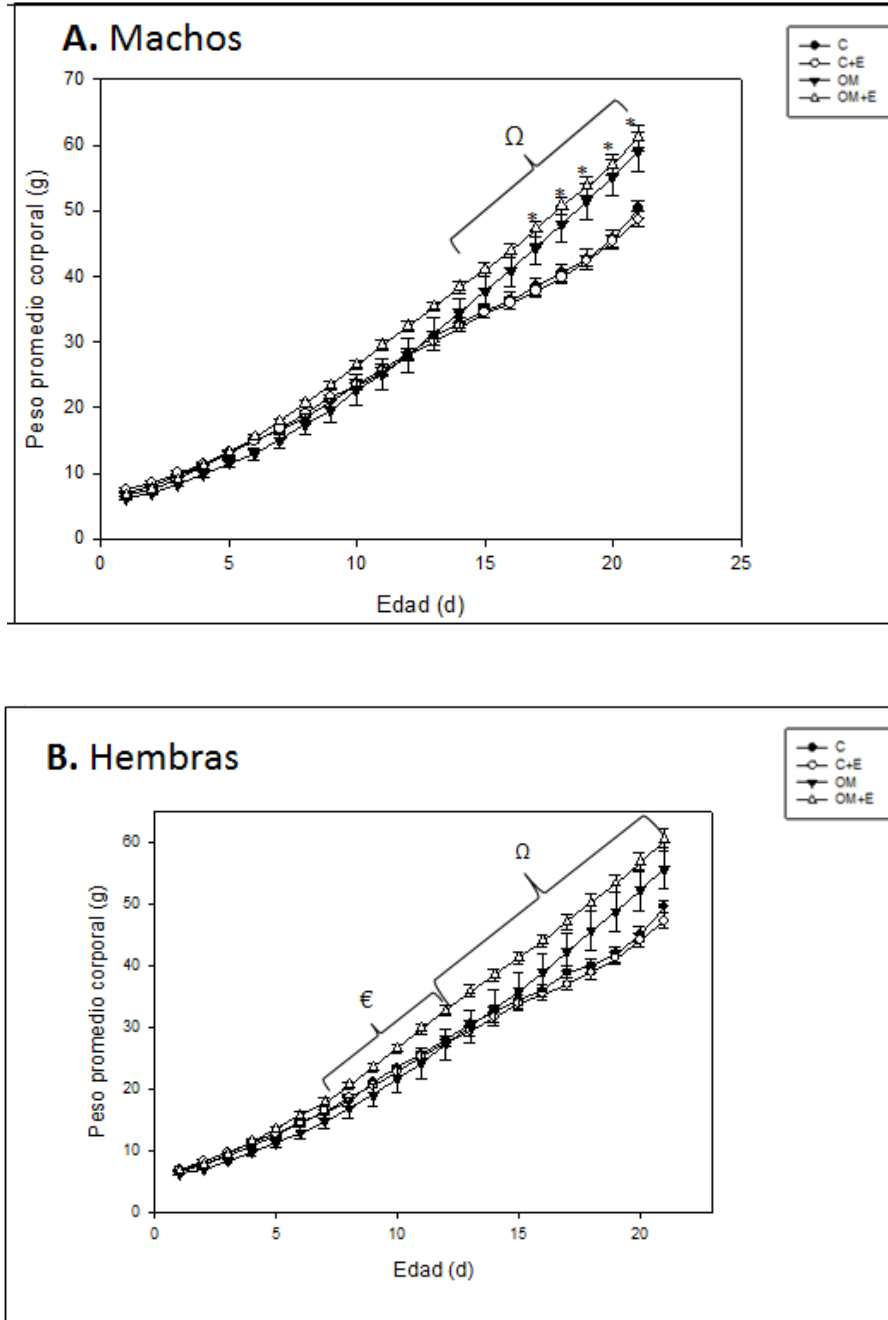 A. Machos
C
C+E
OM
OM+E
70
60
50
40
30
20
10
0
Peso promedio corporal (g)
Ω
* * * * *
0 5 10 15 20 25
Edad (d)
B. Hembras
C
C+E
OM
OM+E
60
50
40
30
20
10
0
Peso promedio corporal (g)
Ω
€
0 5 10 15 20
Edad (d)